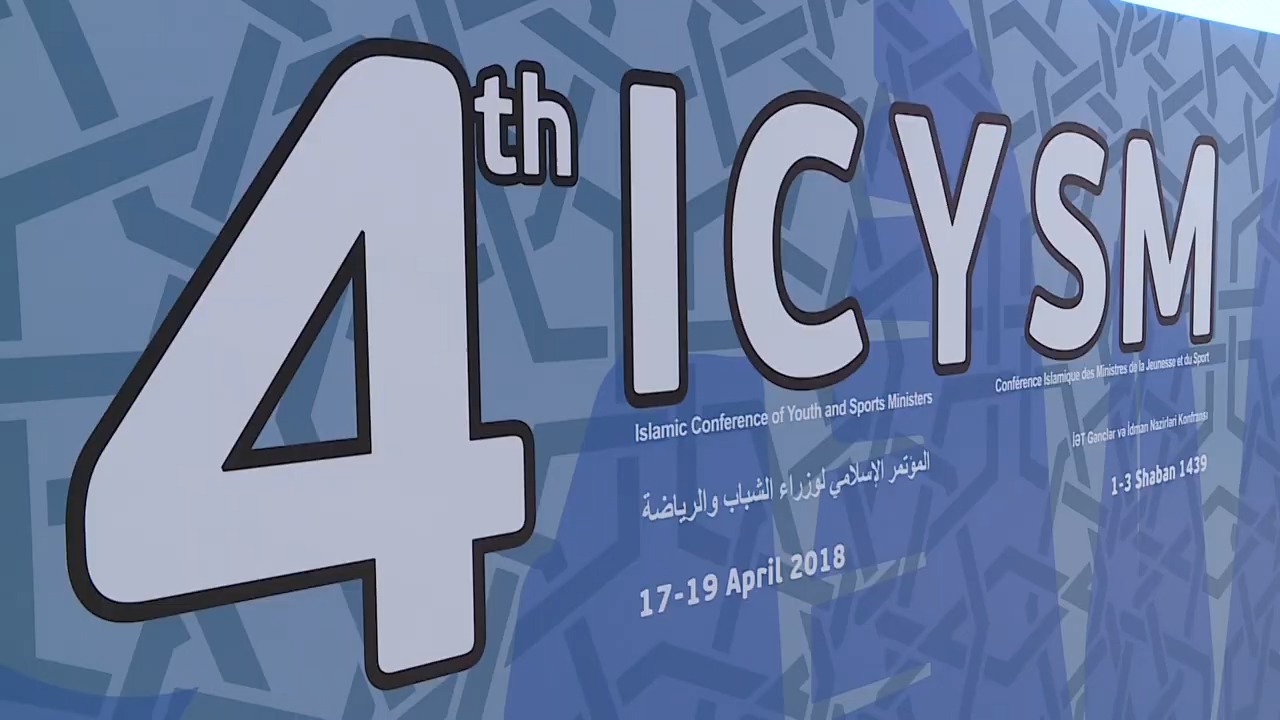 4th ICYSM
Islamic Conference of Youth and Sports Ministers
Conférence Islamique des Ministres de la Jeunesse et du Sport
المؤتمر الإسلامي لوزراء الشباب والرياضة
İƏT Gənclər və İdman Nazirləri Konfransı
17-19 April 2018
1-3 Shaban 1439